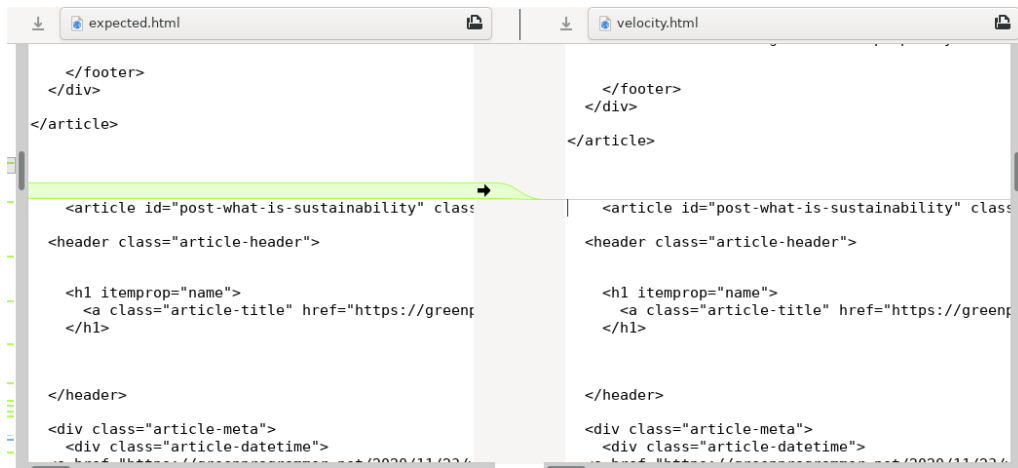 expected.html
velocity.html
</footer>
</div>
</article>
<article id="post-what-is-sustainability" clas
<header class="article-header">
<h1 itemprop="name">
<a class="article-title" href="https://greenp
</h1>
</header>
<div class="article-meta">
<div class="article-datetime">
</footer>
</div>
</article>
<article id="post-what-is-sustainability" clas
<header class="article-header">
<h1 itemprop="name">
<a class="article-title" href="https://greenp
</h1>
</header>
<div class="article-meta">
<div class="article-datetime">